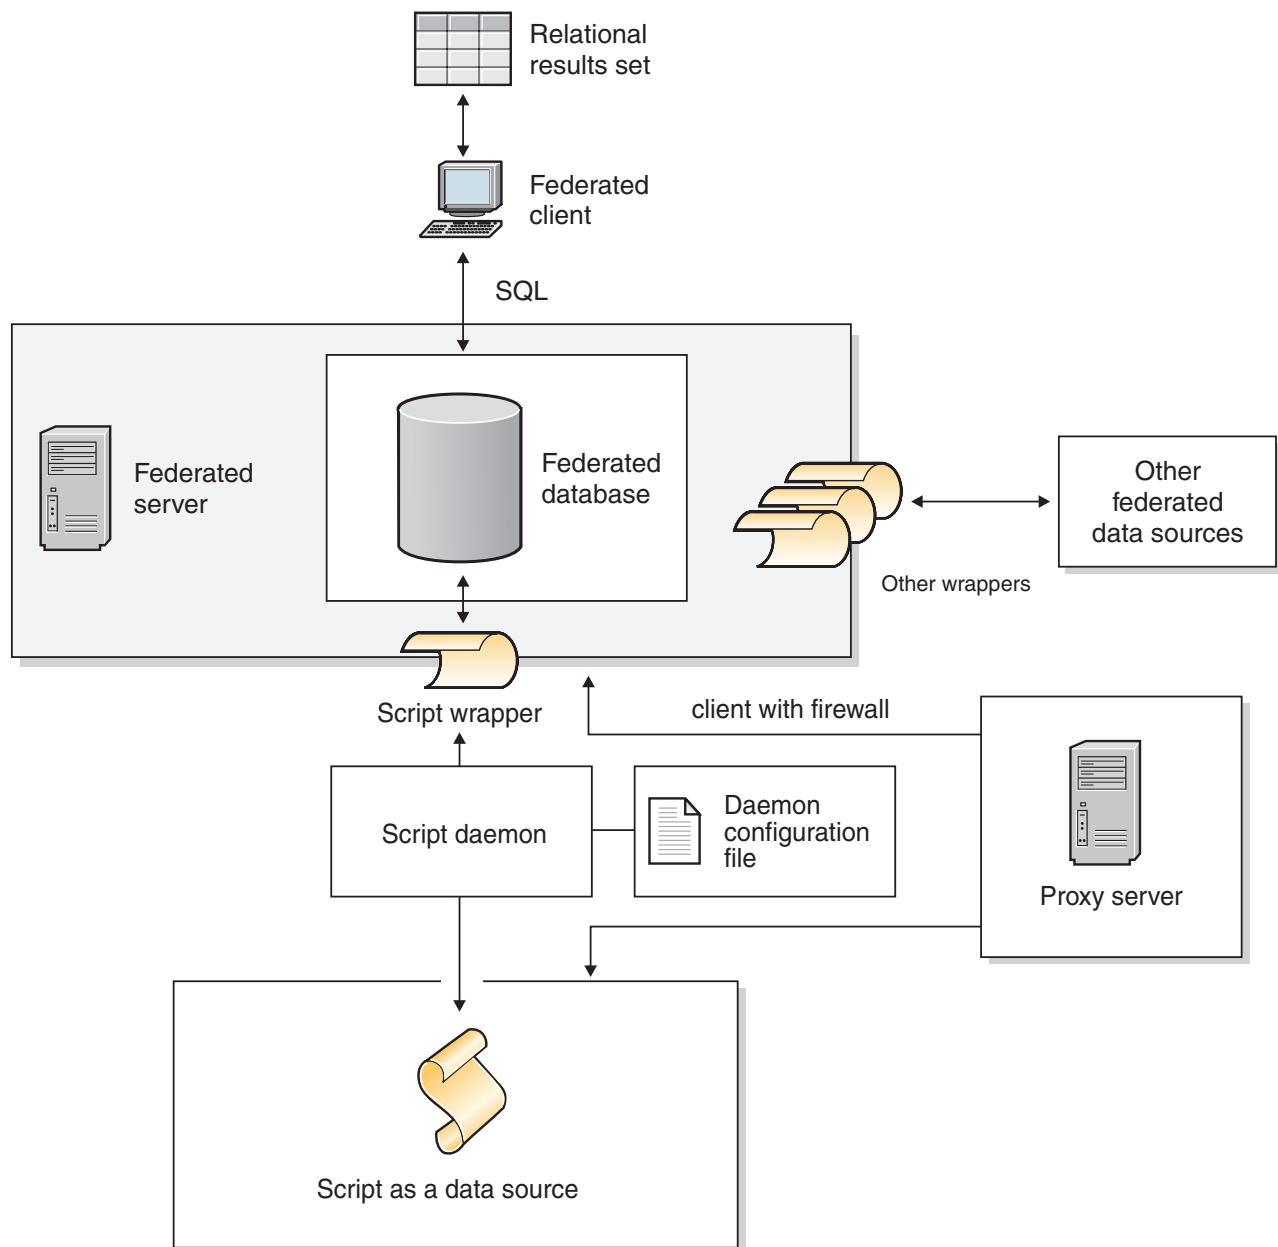 Relational
results set
Federated
client
SQL
Federated
server
Federated
database
Other
federated
data sources
Other wrappers
Script wrapper
client with firewall
Script daemon
Daemon
configuration
file
Proxy server
Script as a data source